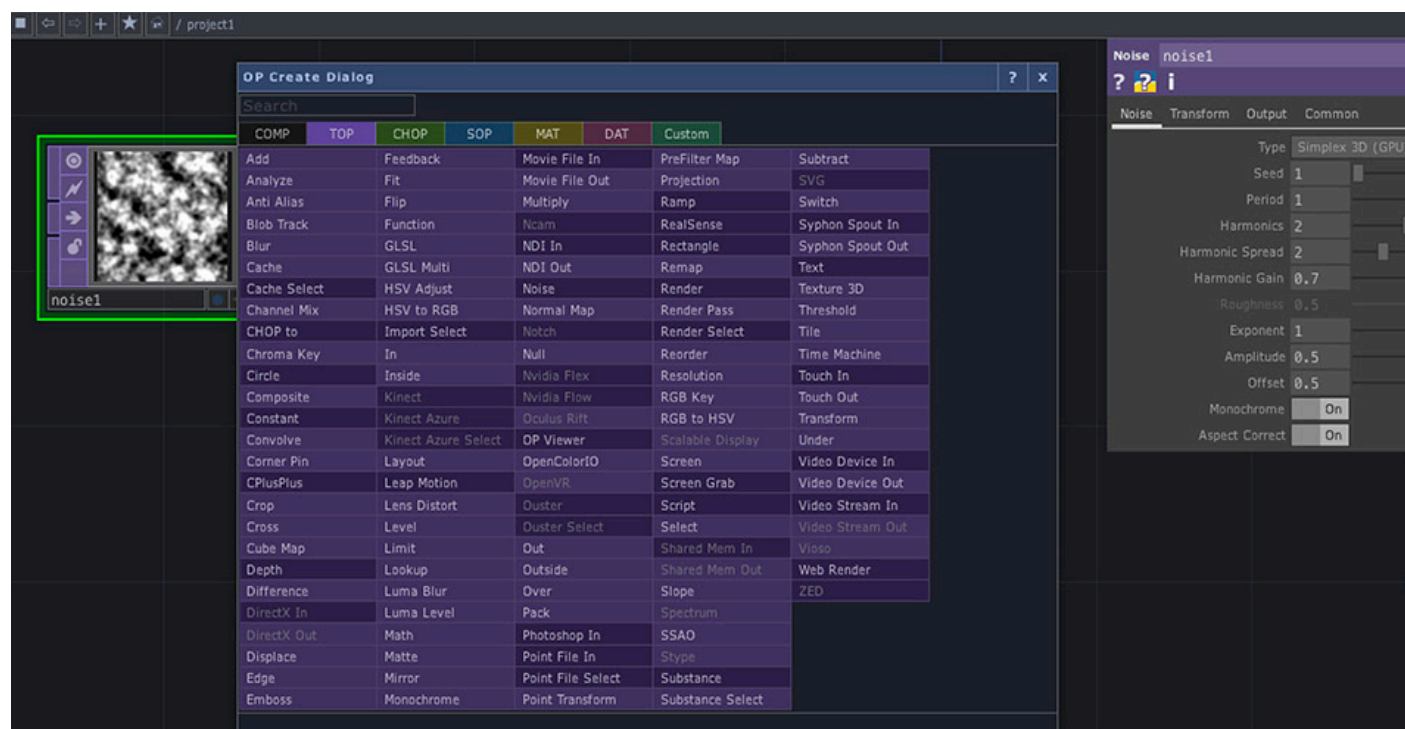 / project1
OP Create Dialog ? x
Search
COMP TOP CHOP SOP MAT DAT Custom
Add Feedback Movie File In PreFilter Map Subtract
Analyze Fit Movie File Out Projection SVG
Anti Alias Flip Multiply Ramp Switch
Blob Track Function Ncam RealSense Syphon Spout In
Blur GLSL NDI In Rectangle Syphon Spout Out
Cache GLSL Multi NDI Out Remap Text
Cache Select HSV Adjust Noise Render Texture 3D
Channel Mix HSV to RGB Normal Map Render Pass Threshold
CHOP to Import Select Notch Render Select Tile
Chroma Key In Null Reorder Time Machine
Circle Inside Nvidia Flex Resolution Touch In
Composite Kinect Nvidia Flow RGB Key Touch Out
Constant Kinect Azure Oculus Rift RGB to HSV Transform
Convolve Kinect Azure Select OP Viewer Scalable Display Under
Corner Pin Layout OpenColorIO Screen Video Device In
CPlusPlus Leap Motion OpenVR Screen Grab Video Device Out
Crop Lens Distort Ouster Script Video Stream In
Cross Level Ouster Select Select Video Stream Out
Cube Map Limit Out Shared Mem In Vioso
Depth Lookup Outside Shared Mem Out Web Render
Difference Luma Blur Over Slope ZED
DirectX In Luma Level Pack Spectrum
DirectX Out Math Photoshop In SSAO
Displace Matte Point File In Stype
Edge Mirror Point File Select Substance
Emboss Monochrome Point Transform Substance Select
noise1
Noise noise1
? ? i
Noise Transform Output Common
Type Simplex 3D (GPU
Seed 1
Period 1
Harmonics 2
Harmonic Spread 2
Harmonic Gain 0.7
Roughness 0.5
Exponent 1
Amplitude 0.5
Offset 0.5
Monochrome On
Aspect Correct On